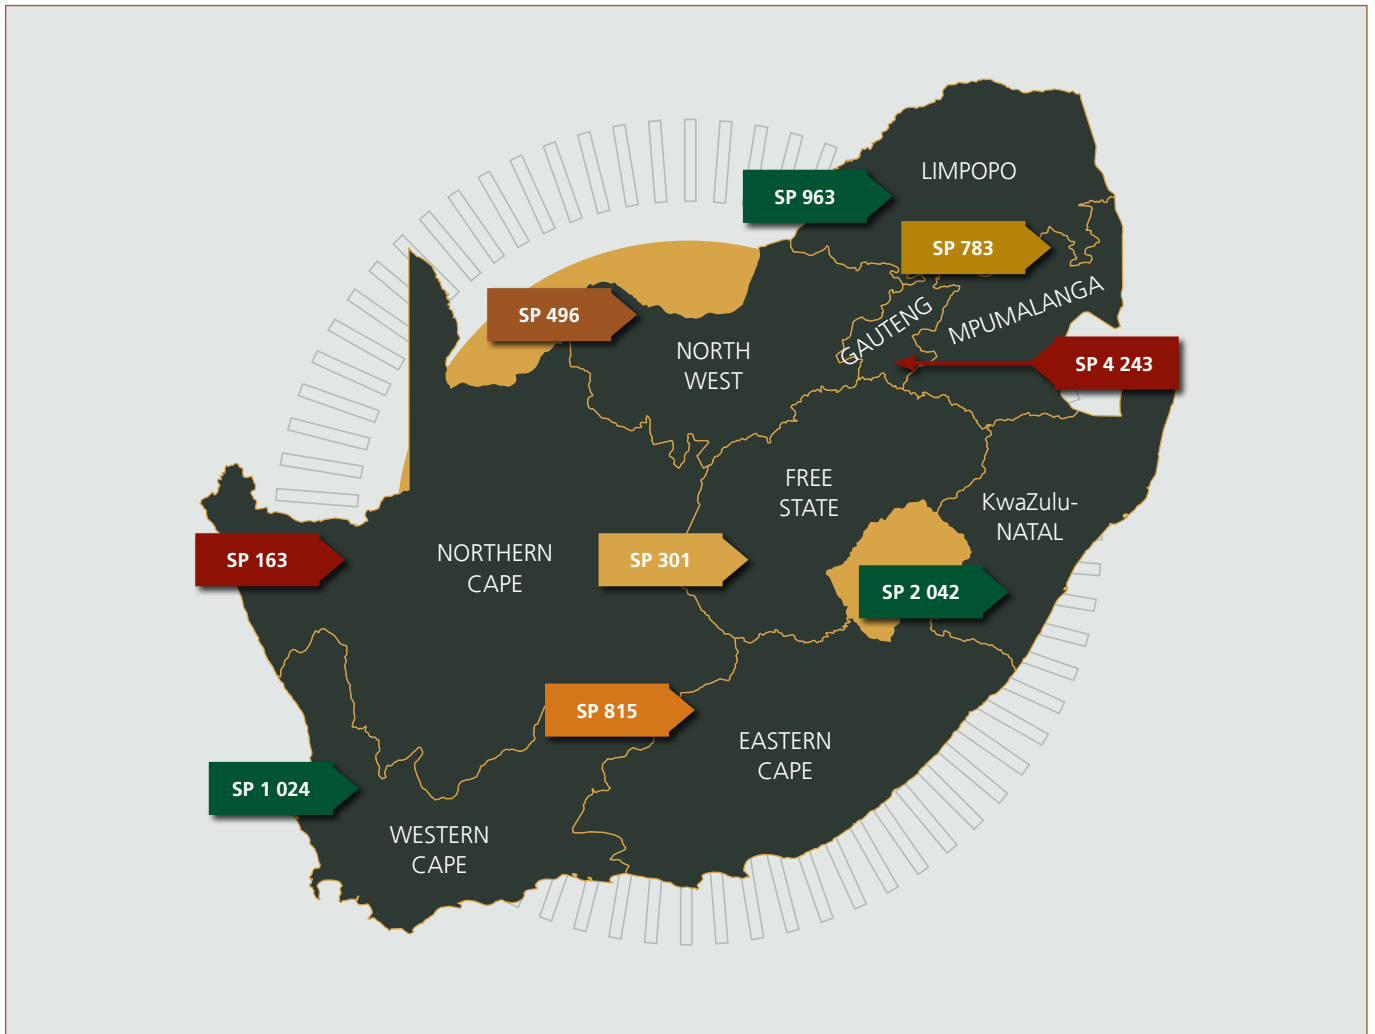 LIMPOPO
SP 963
SP 783
MPUMALANGA
GAUTENG
SP 496
NORTH
WEST
SP 4 243
FREE
STATE
KwaZulu-
NATAL
NORTHERN
CAPE
SP 163
SP 301
SP 2 042
SP 815
EASTERN
CAPE
SP 1 024
WESTERN
CAPE